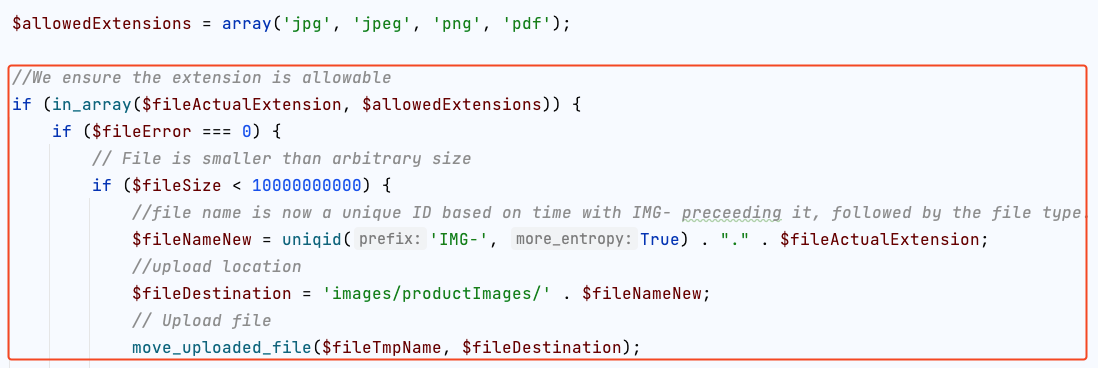 $allowedExtensions = array('jpg', 'jpeg', 'png', 'pdf');
//We ensure the extension is allowable
if (in_array($fileActualExtension, $allowedExtensions)) {
if ($fileError === 0) {
// File is smaller than arbitrary size
if ($fileSize < 10000000000) {
//file name is now a unique ID based on time with IMG- preceeding it, followed by the file type.
$fileNameNew = uniqid( prefix: 'IMG-', more_entropy: True) . "." . $fileActualExtension;
//upload location
$fileDestination = 'images/productImages/' . $fileNameNew;
// Upload file
move_uploaded_file($fileTmpName, $fileDestination);